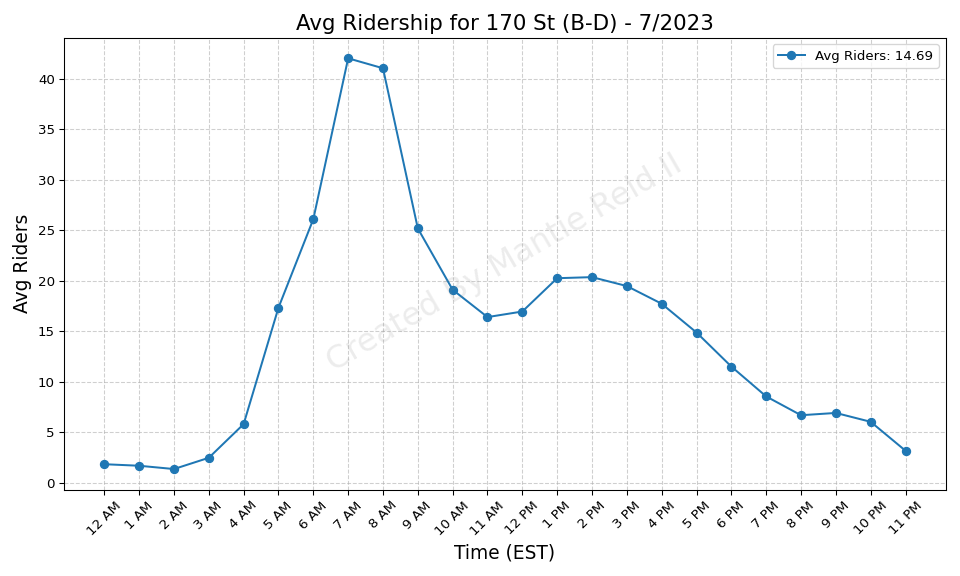 Avg Ridership for 170 St (B-D) - 7/2023
Avg Riders: 14.69
Avg Riders
40
35
30
25
20
15
10
5
0
Created By Mantie Reid II
12 AM
1 AM
2 AM
3 AM
4 AM
5 AM
6 AM
7 AM
8 AM
9 AM
10 AM
11 AM
12 PM
1 PM
2 PM
3 PM
4 PM
5 PM
6 PM
7 PM
8 PM
9 PM
10 PM
11 PM
Time (EST)